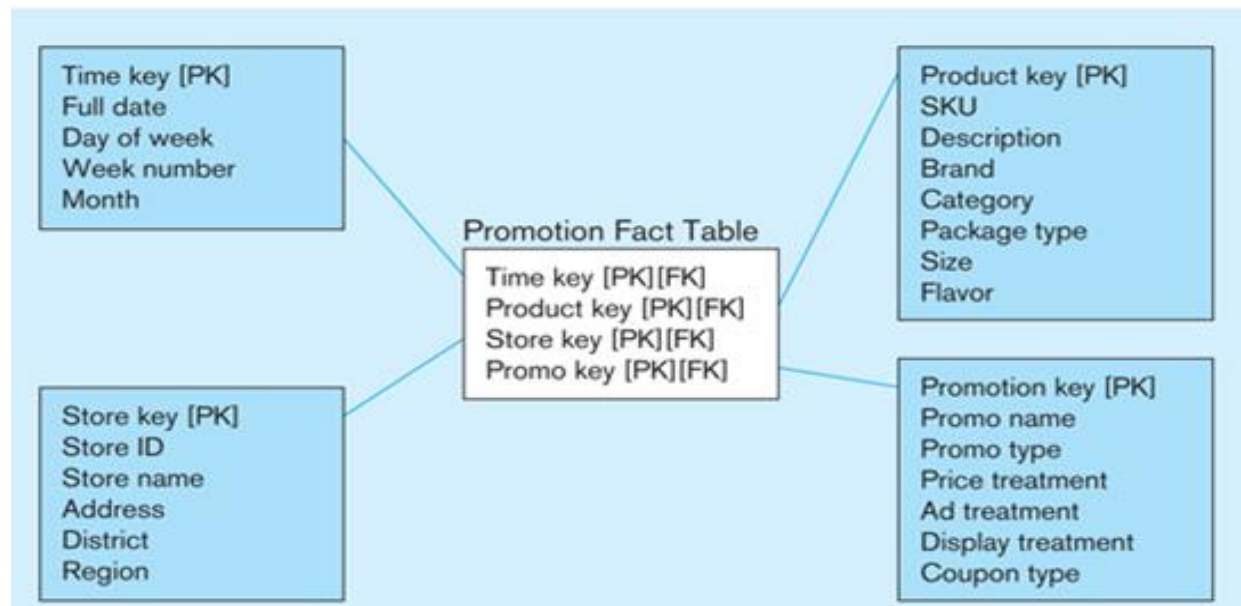 Time key [PK]
Full date
Day of week
Week number
Month
Product key [PK]
SKU
Description
Brand
Category
Package type
Size
Flavor
Promotion Fact Table
Time key [PK][FK]
Product key [PK][FK]
Store key [PK][FK]
Promo key [PK][FK]
Store key [PK]
Store ID
Store name
Address
District
Region
Promotion key [PK]
Promo name
Promo type
Price treatment
Ad treatment
Display treatment
Coupon type